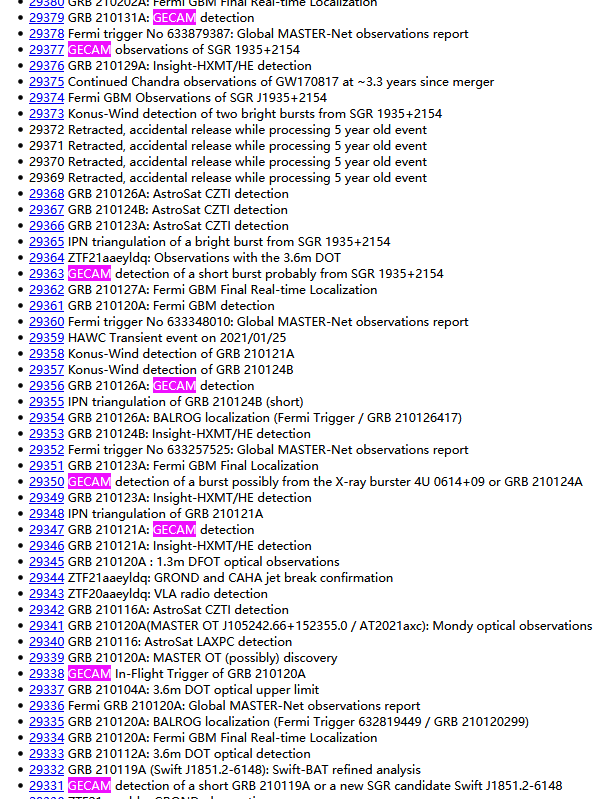 29380 GRB 210202A: Fermi GBM Final Real-time Localization
29379 GRB 210131A: GECAM detection
29378 Fermi trigger No 633879387: Global MASTER-Net observations report
29377 GECAM observations of SGR 1935+2154
29376 GRB 210129A: Insight-HXMT/HE detection
29375 Continued Chandra observations of GW170817 at ~3.3 years since merger
29374 Fermi GBM Observations of SGR J1935+2154
29373 Konus-Wind detection of two bright bursts from SGR 1935+2154
29372 Retracted, accidental release while processing 5 year old event
29371 Retracted, accidental release while processing 5 year old event
29370 Retracted, accidental release while processing 5 year old event
29369 Retracted, accidental release while processing 5 year old event
29368 GRB 210126A: AstroSat CZTI detection
29367 GRB 210124B: AstroSat CZTI detection
29366 GRB 210123A: AstroSat CZTI detection
29365 IPN triangulation of a bright burst from SGR 1935+2154
29364 ZTF21aaeyldq: Observations with the 3.6m DOT
29363 GECAM detection of a short burst probably from SGR 1935+2154
29362 GRB 210127A: Fermi GBM Final Real-time Localization
29361 GRB 210120A: Fermi GBM detection
29360 Fermi trigger No 633348010: Global MASTER-Net observations report
29359 HAWC Transient event on 2021/01/25
29358 Konus-Wind detection of GRB 210121A
29357 Konus-Wind detection of GRB 210124B
29356 GRB 210126A: GECAM detection
29355 IPN triangulation of GRB 210124B (short)
29354 GRB 210126A: BALROG localization (Fermi Trigger / GRB 210126417)
29353 GRB 210124B: Insight-HXMT/HE detection
29352 Fermi trigger No 633257525: Global MASTER-Net observations report
29351 GRB 210123A: Fermi GBM Final Localization
29350 GECAM detection of a burst possibly from the X-ray burster 4U 0614+09 or GRB 210124A
29349 GRB 210123A: Insight-HXMT/HE detection
29348 IPN triangulation of GRB 210121A
29347 GRB 210121A: GECAM detection
29346 GRB 210121A: Insight-HXMT/HE detection
29345 GRB 210120A : 1.3m DFOT optical observations
29344 ZTF21aaeyldq: GROND and CAHA jet break confirmation
29343 ZTF20aaeyldq: VLA radio detection
29342 GRB 210116A: AstroSat CZTI detection
29341 GRB 210120A(MASTER OT J105242.66+152355.0 / AT2021axc): Mondy optical observations
29340 GRB 210116: AstroSat LAXPC detection
29339 GRB 210120A: MASTER OT (possibly) discovery
29338 GECAM In-Flight Trigger of GRB 210120A
29337 GRB 210104A: 3.6m DOT optical upper limit
29336 Fermi GRB 210120A: Global MASTER-Net observations report
29335 GRB 210120A: BALROG localization (Fermi Trigger 632819449 / GRB 210120299)
29334 GRB 210120A: Fermi GBM Final Real-time Localization
29333 GRB 210112A: 3.6m DOT optical detection
29332 GRB 210119A (Swift J1851.2-6148): Swift-BAT refined analysis
29331 GECAM detection of a short GRB 210119A or a new SGR candidate Swift J1851.2-6148